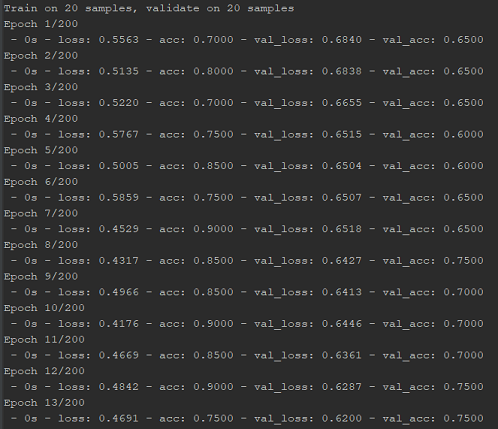 Train on 20 samples, validate on 20 samples
Epoch 1/200
 - 0s - loss: 0.5563 - acc: 0.7000 - val_loss: 0.6840 - val_acc: 0.6500
Epoch 2/200
 - 0s - loss: 0.5135 - acc: 0.8000 - val_loss: 0.6838 - val_acc: 0.6500
Epoch 3/200
 - 0s - loss: 0.5220 - acc: 0.7000 - val_loss: 0.6655 - val_acc: 0.6500
Epoch 4/200
 - 0s - loss: 0.5767 - acc: 0.7500 - val_loss: 0.6515 - val_acc: 0.6000
Epoch 5/200
 - 0s - loss: 0.5005 - acc: 0.8500 - val_loss: 0.6504 - val_acc: 0.6000
Epoch 6/200
 - 0s - loss: 0.5859 - acc: 0.7500 - val_loss: 0.6507 - val_acc: 0.6500
Epoch 7/200
 - 0s - loss: 0.4529 - acc: 0.9000 - val_loss: 0.6518 - val_acc: 0.6500
Epoch 8/200
 - 0s - loss: 0.4317 - acc: 0.8500 - val_loss: 0.6427 - val_acc: 0.7500
Epoch 9/200
 - 0s - loss: 0.4966 - acc: 0.8500 - val_loss: 0.6413 - val_acc: 0.7000
Epoch 10/200
 - 0s - loss: 0.4176 - acc: 0.9000 - val_loss: 0.6446 - val_acc: 0.7000
Epoch 11/200
 - 0s - loss: 0.4669 - acc: 0.8500 - val_loss: 0.6361 - val_acc: 0.7000
Epoch 12/200
 - 0s - loss: 0.4842 - acc: 0.9000 - val_loss: 0.6287 - val_acc: 0.7500
Epoch 13/200
 - 0s - loss: 0.4691 - acc: 0.7500 - val_loss: 0.6200 - val_acc: 0.7500